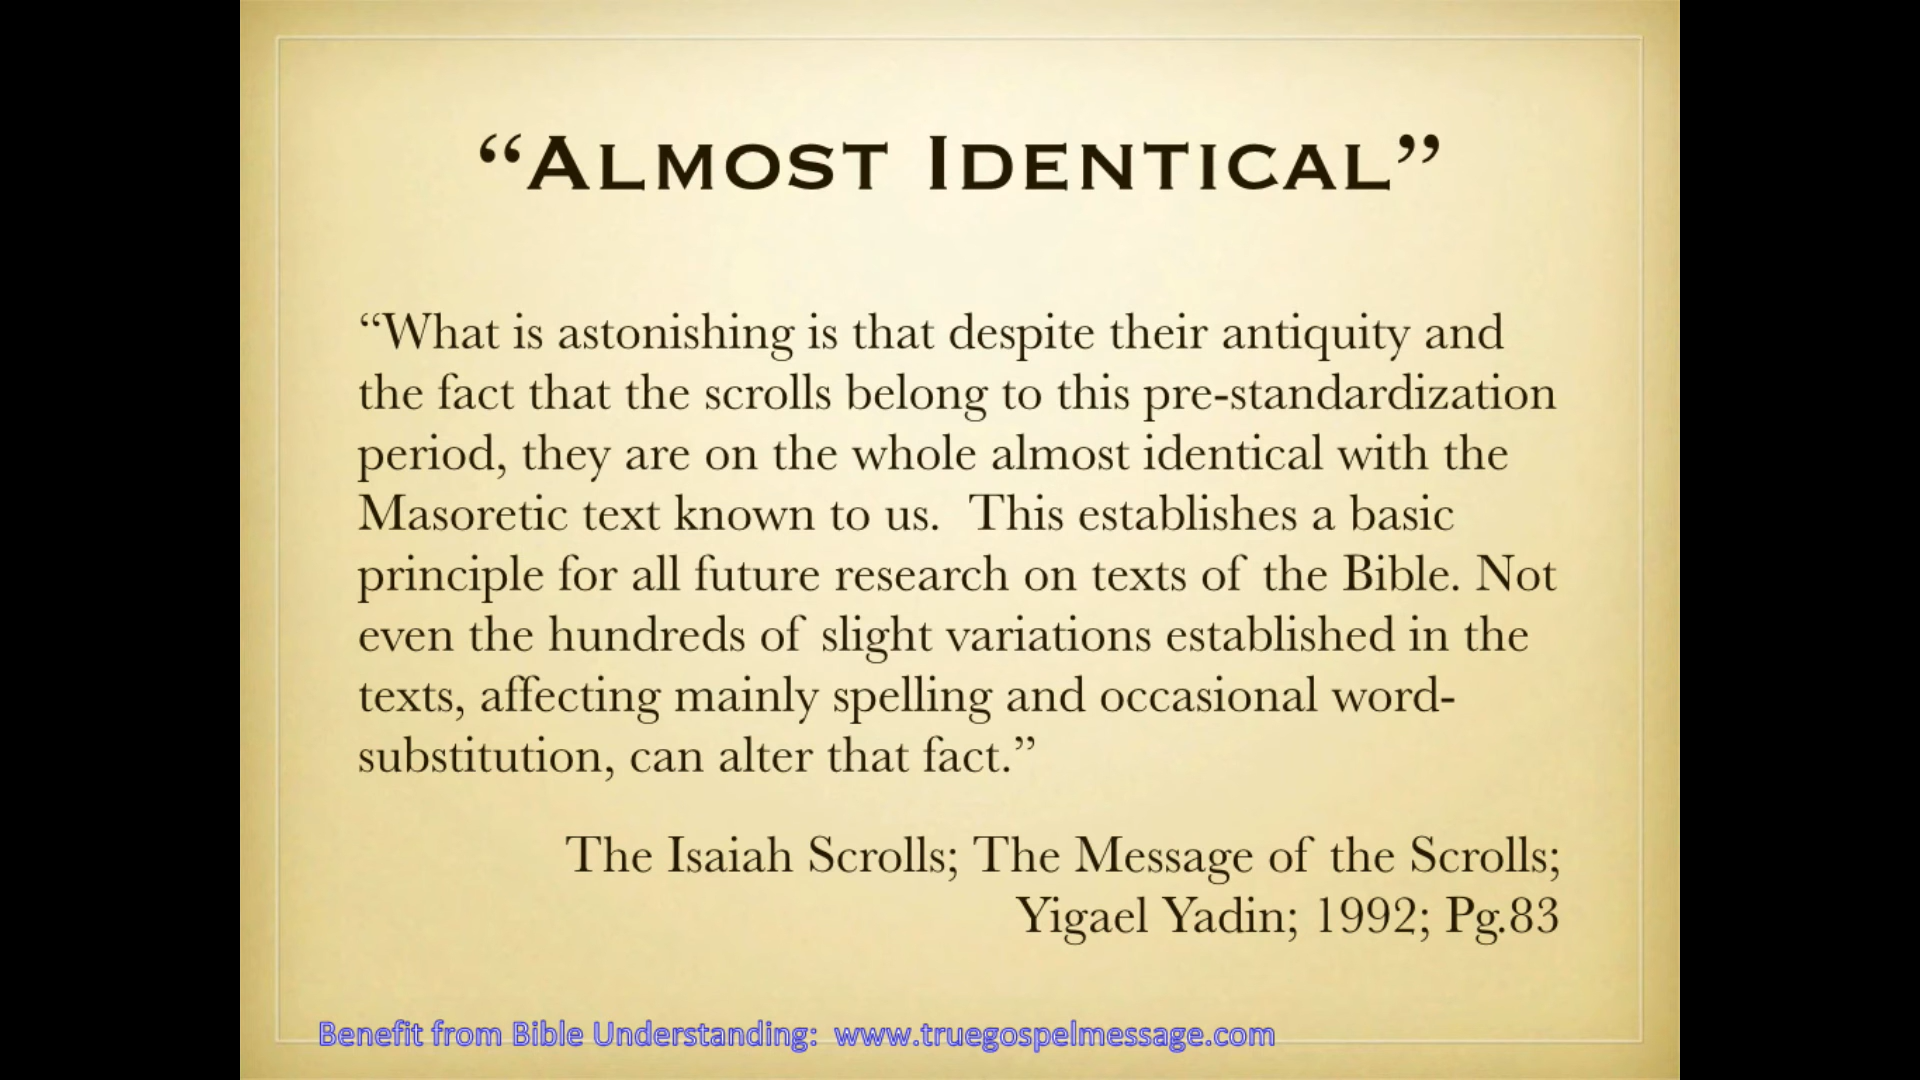 “Almost Identical”
“What is astonishing is that despite their antiquity and
the fact that the scrolls belong to this pre-standardization
period, they are on the whole almost identical with the
Masoretic text known to us.  This establishes a basic
principle for all future research on texts of the Bible. Not
even the hundreds of slight variations established in the
texts, affecting mainly spelling and occasional word-
substitution, can alter that fact.”
The Isaiah Scrolls; The Message of the Scrolls;
Yigael Yadin; 1992; Pg.83
Benefit from Bible Understanding:  www.truegospelmessage.com